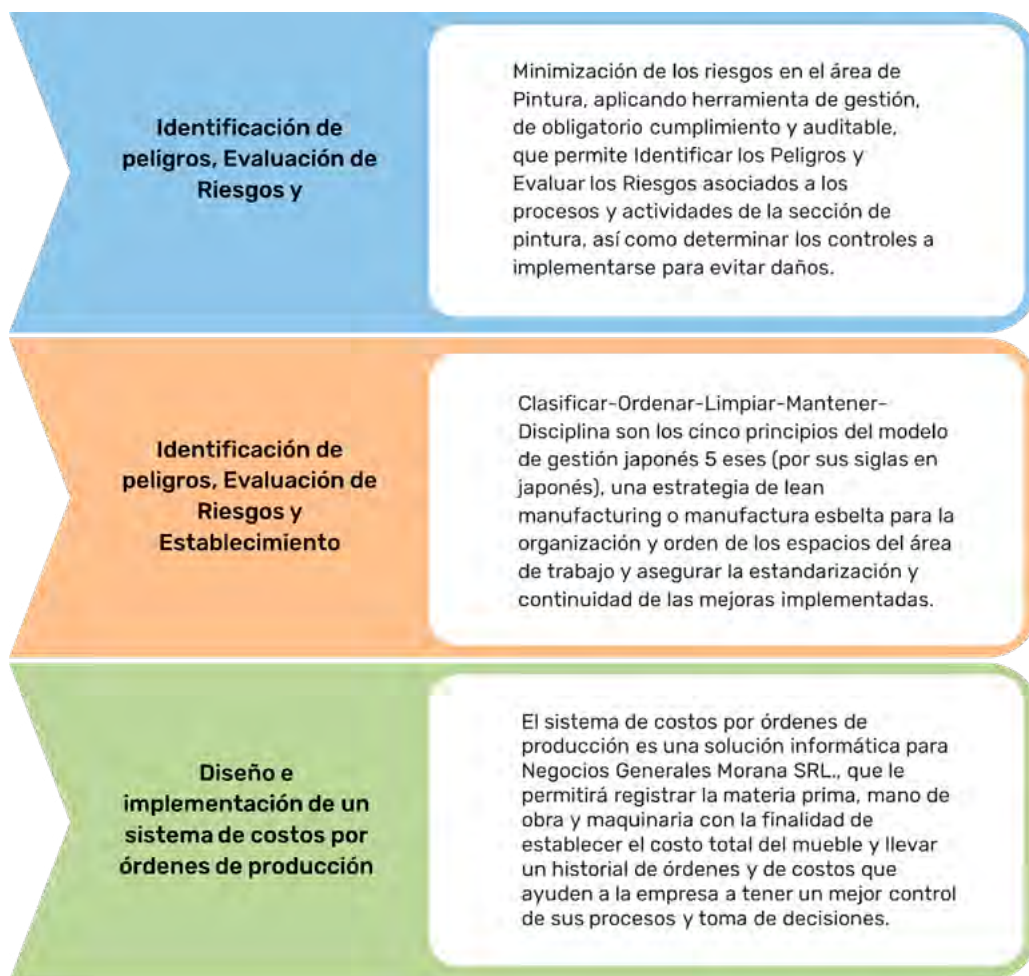 Identificación de
peligros, Evaluación de
Riesgos y
Minimización de los riesgos en el área de
Pintura, aplicando herramienta de gestión,
de obligatorio cumplimiento y auditable,
que permite Identificar los Peligros y
Evaluar los Riesgos asociados a los
procesos y actividades de la sección de
pintura, así como determinar los controles a
implementarse para evitar daños.
Identificación de
peligros, Evaluación de
Riesgos y
Establecimiento
Clasificar-Ordenar-Limpiar-Mantener-
Disciplina son los cinco principios del modelo
de gestión japonés 5 eses (por sus siglas en
japonés), una estrategia de lean
manufacturing o manufactura esbelta para la
organización y orden de los espacios del área
de trabajo y asegurar la estandarización y
continuidad de las mejoras implementadas.
Diseño e
implementación de un
sistema de costos por
órdenes de producción
El sistema de costos por órdenes de
producción es una solución informática para
Negocios Generales Morana SRL., que le
permitirá registrar la materia prima, mano de
obra y maquinaria con la finalidad de
establecer el costo total del mueble y llevar
un historial de órdenes y de costos que
ayuden a la empresa a tener un mejor control
de sus procesos y toma de decisiones.